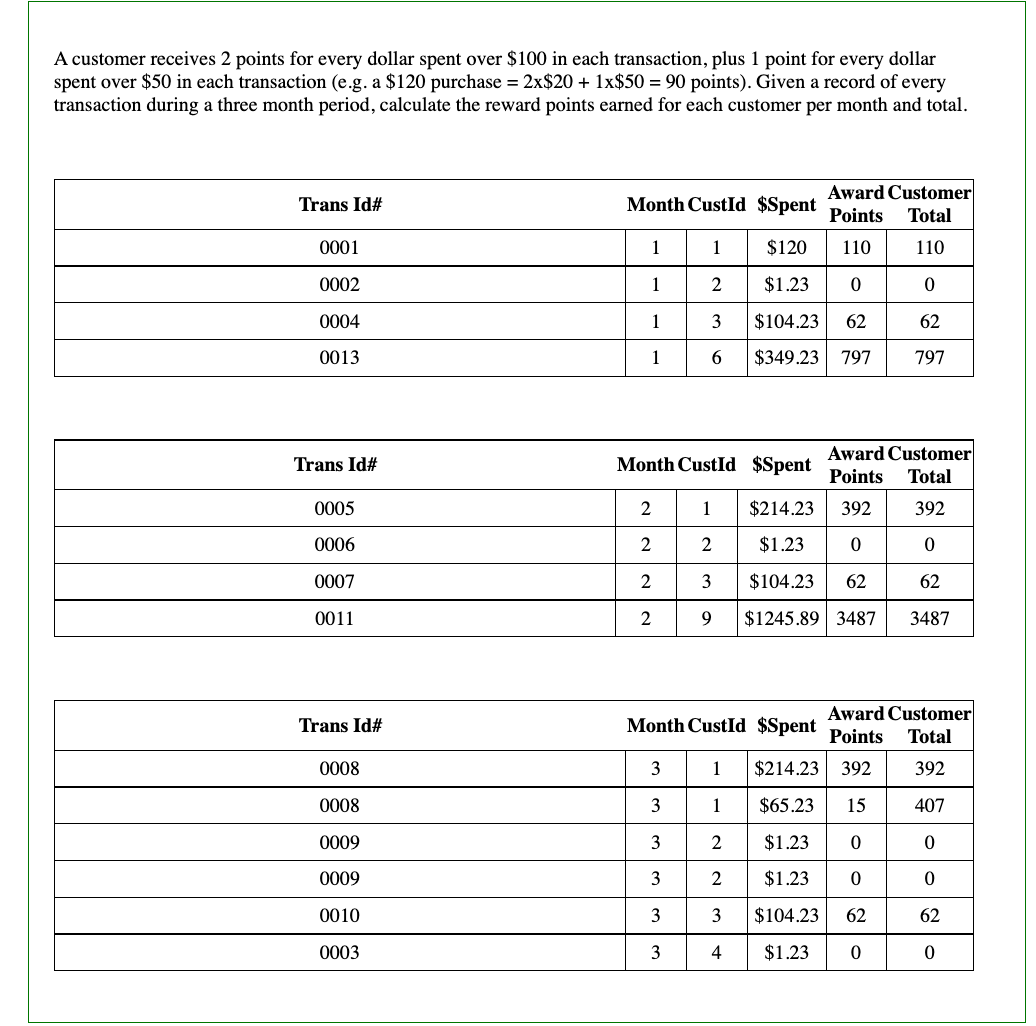 A customer receives 2 points for every dollar spent over $100 in each transaction, plus 1 point for every dollar
spent over $50 in each transaction (e.g. a $120 purchase = 2x$20 + 1x$50 = 90 points). Given a record of every
transaction during a three month period, calculate the reward points earned for each customer per month and total.
Trans Id# Month CustId $Spent Award Points Customer Total
0001 1 1 $120 110 110
0002 1 2 $1.23 0 0
0004 1 3 $104.23 62 62
0013 1 6 $349.23 797 797
Trans Id# Month CustId $Spent Award Points Customer Total
0005 2 1 $214.23 392 392
0006 2 2 $1.23 0 0
0007 2 3 $104.23 62 62
0011 2 9 $1245.89 3487 3487
Trans Id# Month CustId $Spent Award Points Customer Total
0008 3 1 $214.23 392 392
0008 3 1 $65.23 15 407
0009 3 2 $1.23 0 0
0009 3 2 $1.23 0 0
0010 3 3 $104.23 62 62
0003 3 4 $1.23 0 0